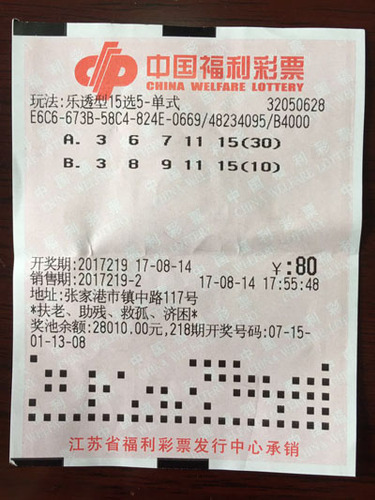 中国福利彩票
CHINA WELFARE LOTTERY
玩法:乐透型15选5-单式 32050628
E6C6-673B-58C4-824E-0669/48234095/B4000
A. 3 6 7 11 15(30)
B. 3 8 9 11 15(10)
开奖期:2017219 17-08-14 ¥:80
销售期:2017219-2 17-08-14 17:55:48
地址:张家港市镇中路117号
*扶老、助残、救孤、济困*
奖池余额:28010.00元,218期开奖号码:07-15-
01-13-08
江苏省福利彩票发行中心承销